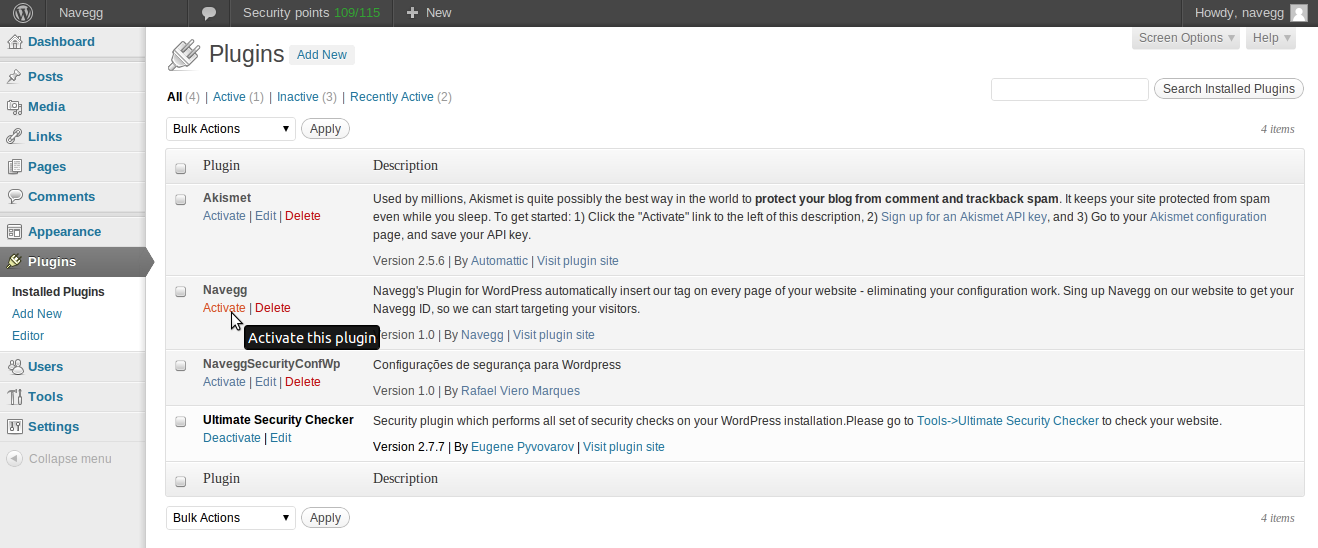 Navegg Security points 109/115 New Howdy, navegg
Dashboard
Posts
Media
Links
Pages
Comments
Appearance
Plugins
Installed Plugins
Add New
Editor
Users
Tools
Settings
Collapse menu
Screen Options Help
Plugins Add New
All (4) | Active (1) | Inactive (3) | Recently Active (2)
Search Installed Plugins
Bulk Actions Apply 4 items
Plugin Description
Akismet
Activate | Edit | Delete
Used by millions, Akismet is quite possibly the best way in the world to protect your blog from comment and trackback spam. It keeps your site protected from spam
even while you sleep. To get started: 1) Click the "Activate" link to the left of this description, 2) Sign up for an Akismet API key, and 3) Go to your Akismet configuration
page, and save your API key.
Version 2.5.6 | By Automattic | Visit plugin site
Navegg
Activate | Delete
Activate this plugin
Navegg's Plugin for WordPress automatically insert our tag on every page of your website - eliminating your configuration work. Sing up Navegg on our website to get your
Navegg ID, so we can start targeting your visitors.
ersion 1.0 | By Navegg | Visit plugin site
NaveggSecurityConfWp
Activate | Edit | Delete
Configurações de segurança para Wordpress
Version 1.0 | By Rafael Viero Marques
Ultimate Security Checker
Deactivate | Edit
Security plugin which performs all set of security checks on your WordPress installation.Please go to Tools->Ultimate Security Checker to check your website.
Version 2.7.7 | By Eugene Pyvovarov | Visit plugin site
Plugin Description
Bulk Actions Apply 4 items